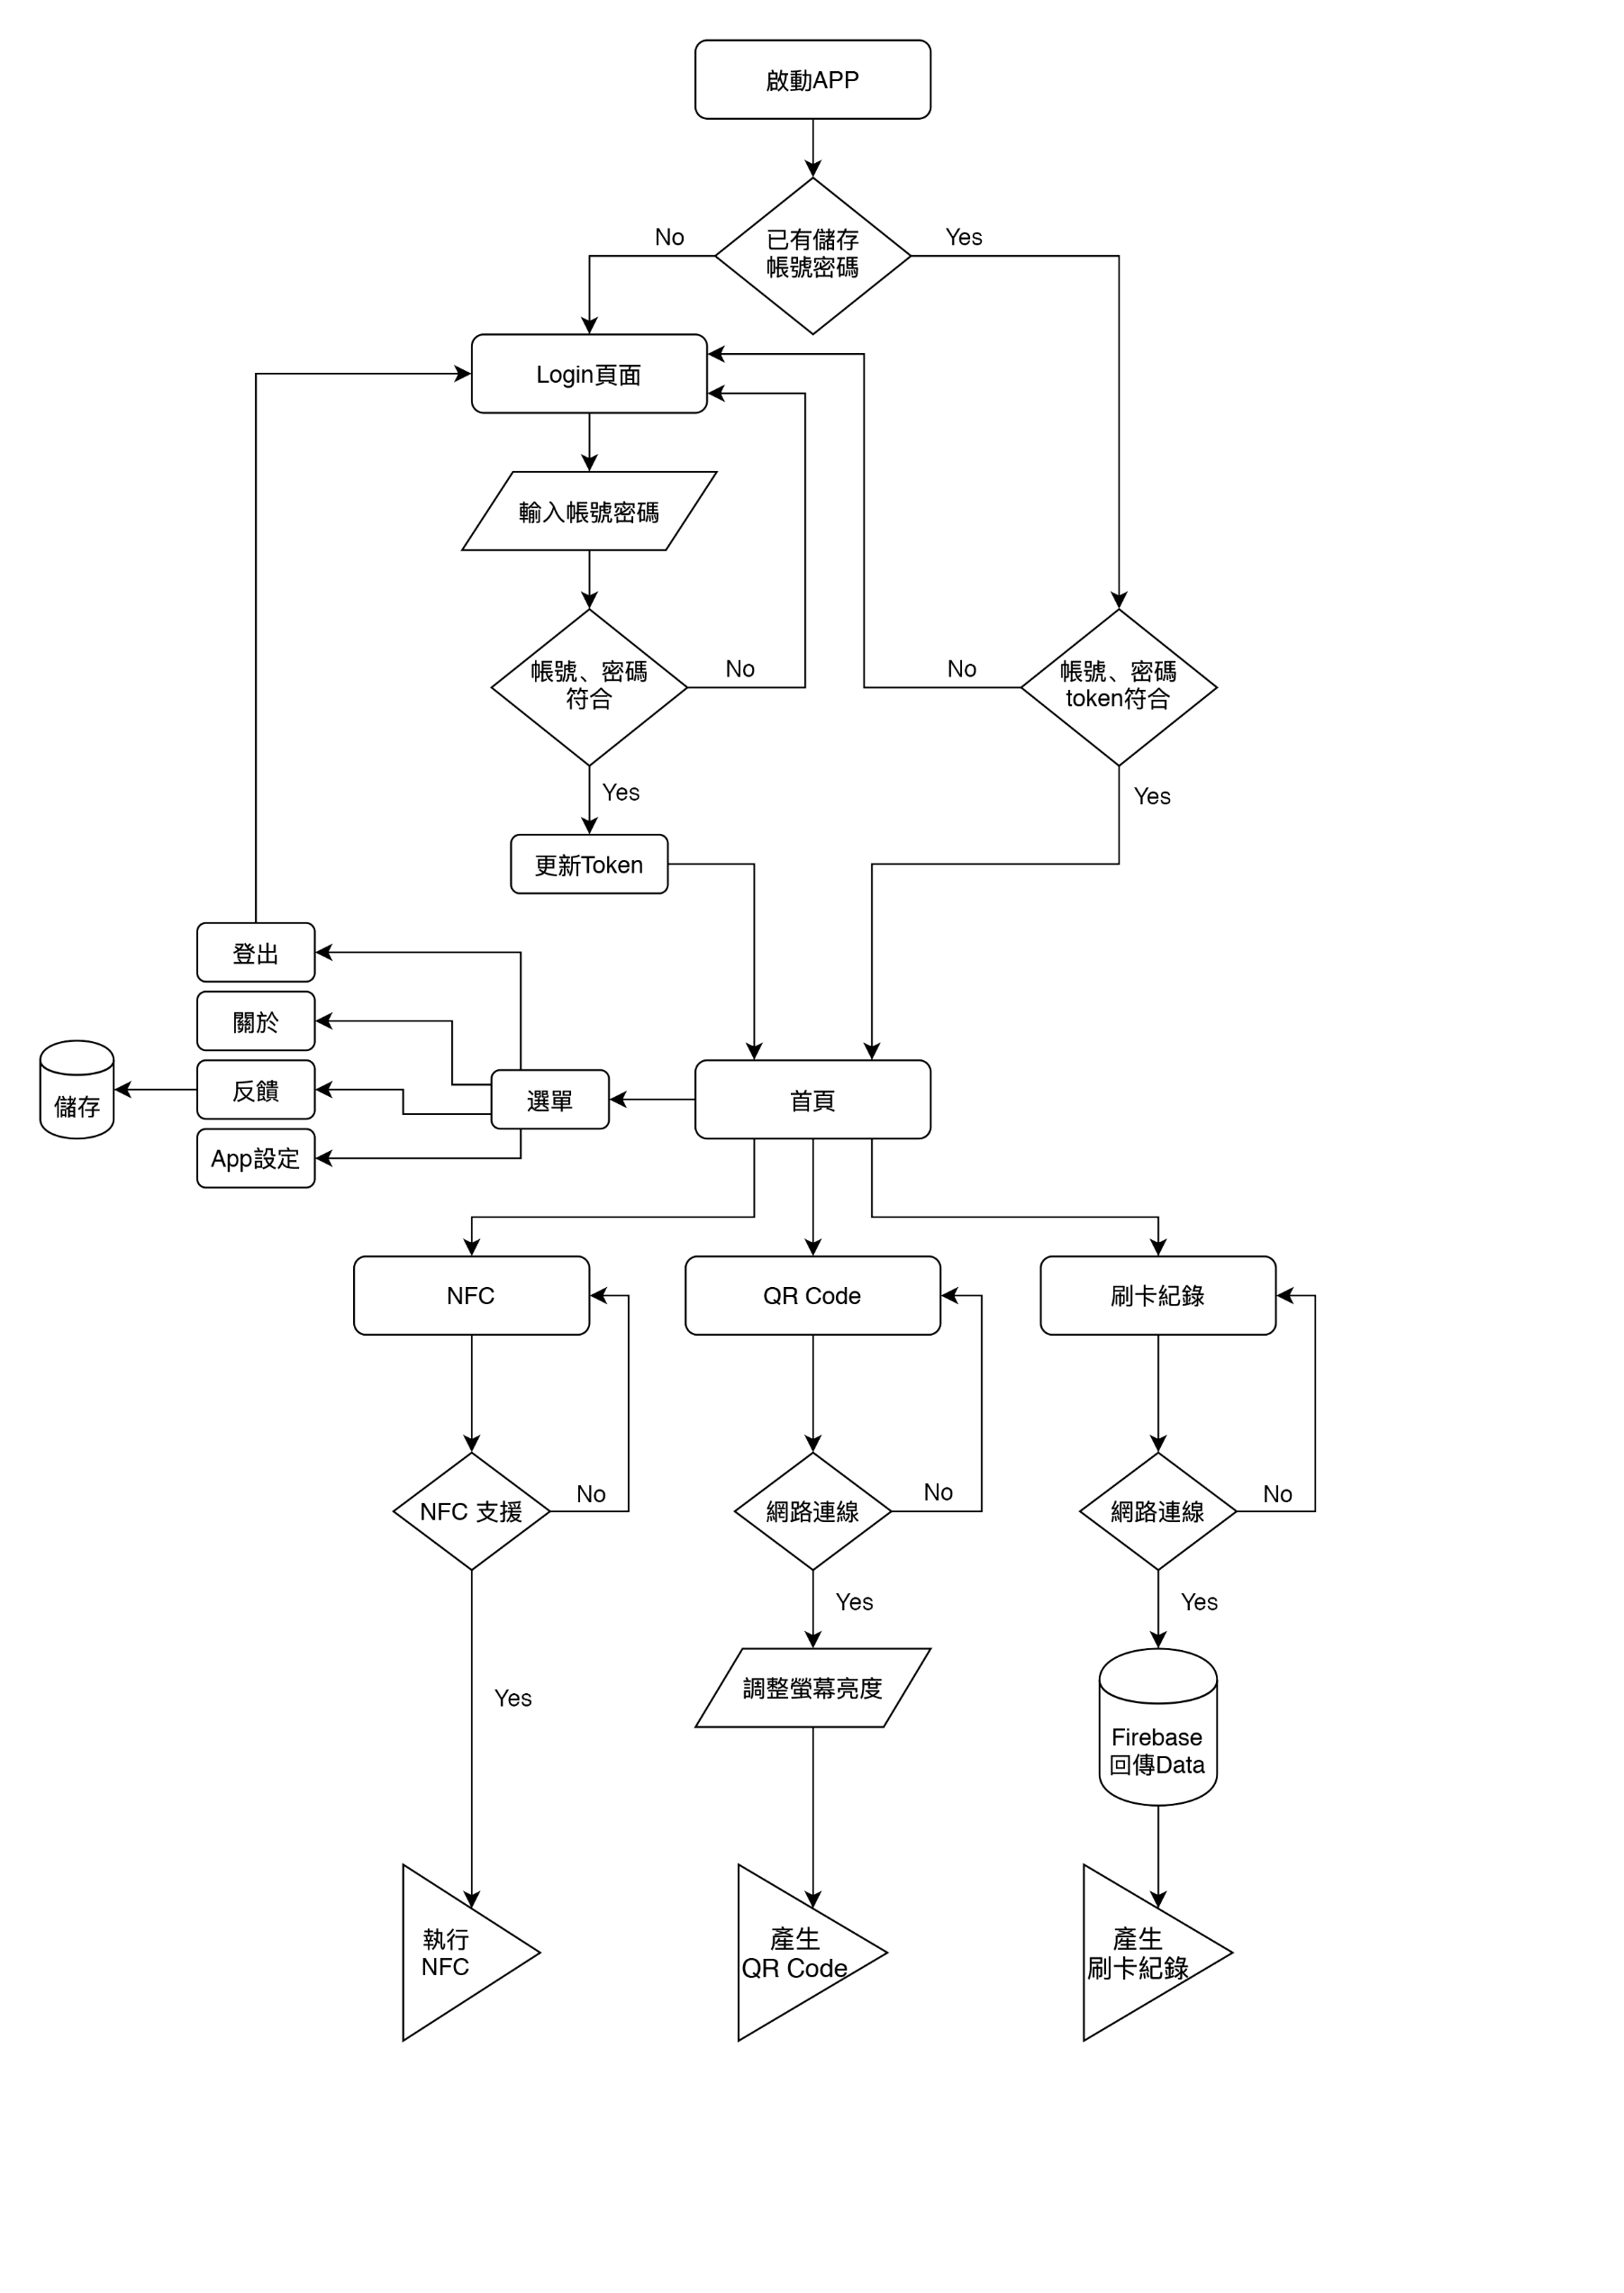 啟動APP
No
Yes
已有儲存
帳號密碼
Login頁面
輸入帳號密碼
帳號、密碼
符合
No
No
帳號、密碼
token符合
Yes
Yes
更新Token
登出
關於
反饋
儲存
選單
首頁
App設定
NFC
QR Code
刷卡紀錄
NFC 支援
No
網路連線
No
網路連線
No
Yes
Yes
Yes
調整螢幕亮度
Firebase
回傳Data
執行
NFC
產生
QR Code
產生
刷卡紀錄